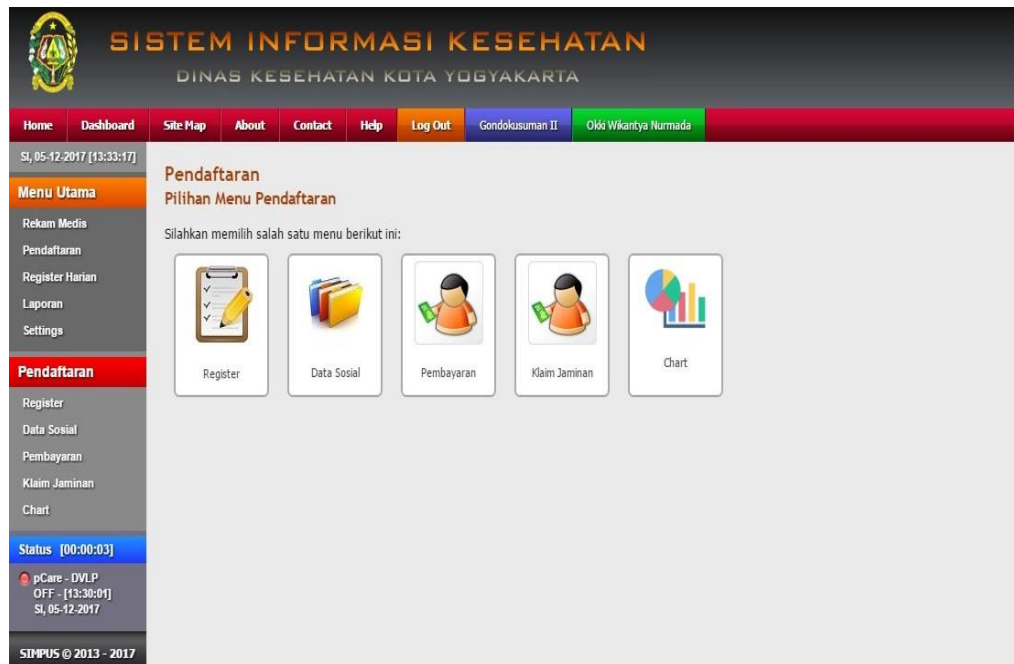 SISTEM INFORMASI KESEHATAN
DINAS KESEHATAN KOTA YOGYAKARTA
Home Dashboard Site Map About Contact Help Log Out Gondokusuman II Okki Wikantya Nurmada
Sl, 05-12-2017 [13:33:17]
Menu Utama
Rekam Medis
Pendaftaran
Register Harian
Laporan
Settings
Pendaftaran
Register
Data Sosial
Pembayaran
Klaim Jaminan
Chart
Status [00:00:03]
pCare - DVLP
OFF - [13:30:01]
Sl, 05-12-2017
SIMPUS © 2013 - 2017
Pendaftaran
Pilihan Menu Pendaftaran
Silahkan memilih salah satu menu berikut ini:
Register Data Sosial Pembayaran Klaim Jaminan Chart